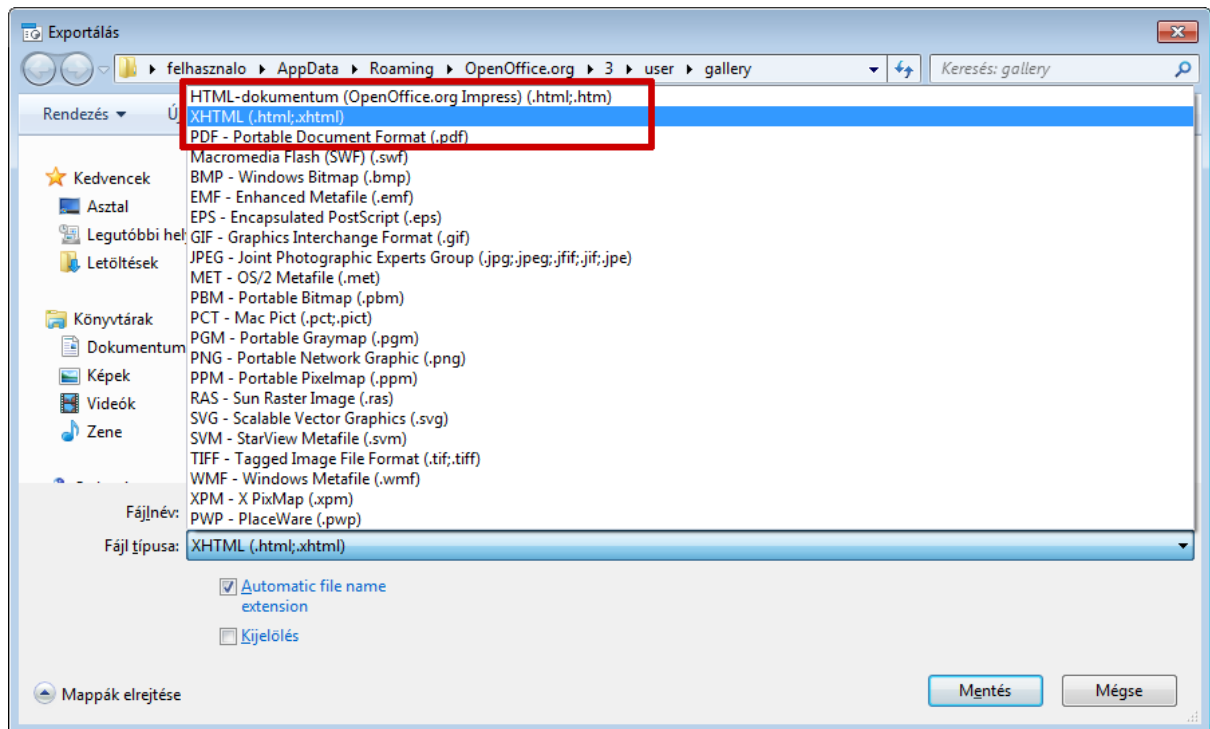 Exportálás
felhasznalo AppData Roaming OpenOffice.org 3 user gallery Keresés: gallery
Rendezés
HTML-dokumentum (OpenOffice.org Impress) (.html;.htm)
XHTML (.html;.xhtml)
PDF - Portable Document Format (.pdf)
Macromedia Flash (SWF) (.swf)
BMP - Windows Bitmap (.bmp)
EMF - Enhanced Metafile (.emf)
EPS - Encapsulated PostScript (.eps)
GIF - Graphics Interchange Format (.gif)
JPEG - Joint Photographic Experts Group (.jpg;.jpeg;.jfif;.jif;.jpe)
MET - OS/2 Metafile (.met)
PBM - Portable Bitmap (.pbm)
PCT - Mac Pict (.pct;.pict)
PGM - Portable Graymap (.pgm)
PNG - Portable Network Graphic (.png)
PPM - Portable Pixelmap (.ppm)
RAS - Sun Raster Image (.ras)
SVG - Scalable Vector Graphics (.svg)
SVM - StarView Metafile (.svm)
TIFF - Tagged Image File Format (.tif;.tiff)
WMF - Windows Metafile (.wmf)
XPM - X PixMap (.xpm)
PWP - PlaceWare (.pwp)
Kedvencek
Asztal
Legutóbbi hel
Letöltések
Könyvtárak
Dokumentum
Képek
Videók
Zene
Fájlnév:
Fájl típusa: XHTML (.html;.xhtml)
Automatic file name
extension
Kijelölés
Mappák elrejtése
Mentés
Mégse